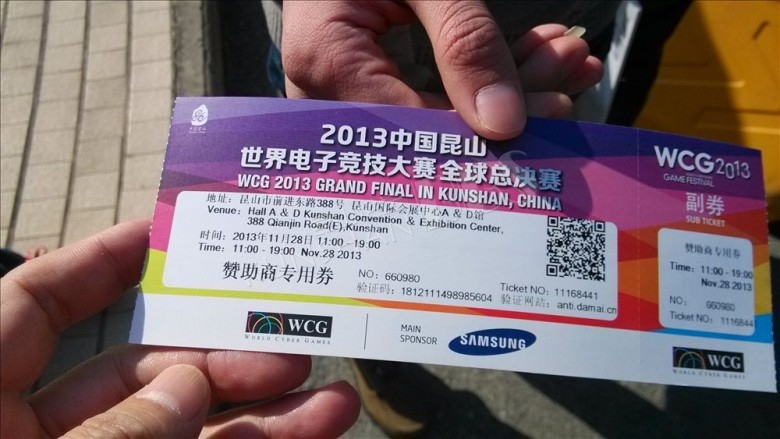 2013中国昆山
世界电子竞技大赛全球总决赛
WCG 2013 GRAND FINAL IN KUNSHAN, CHINA
地址：昆山市前进东路388号 昆山国际会展中心A & D馆
Venue: Hall A & D Kunshan Convention & Exhibition Center,
388 Qianjin Road(E),Kunshan
时间：2013年11月28日 11:00 - 19:00
Time: 11:00 - 19:00 Nov.28 2013
赞助商专用券
NO: 660980
验证码: 1812111498985604
Ticket NO: 11168441
验证网站: anti.damai.cn
WCG
WORLD CYBER GAMES
MAIN
SPONSOR
SAMSUNG
WCG2013
GAME FESTIVAL
副券
SUB TICKET
赞助商专用券
Time: 11:00 - 19:00
Nov.28 2013
NO: 660980
Ticket NO: 1116844
WCG
WORLD CYBER GAMES